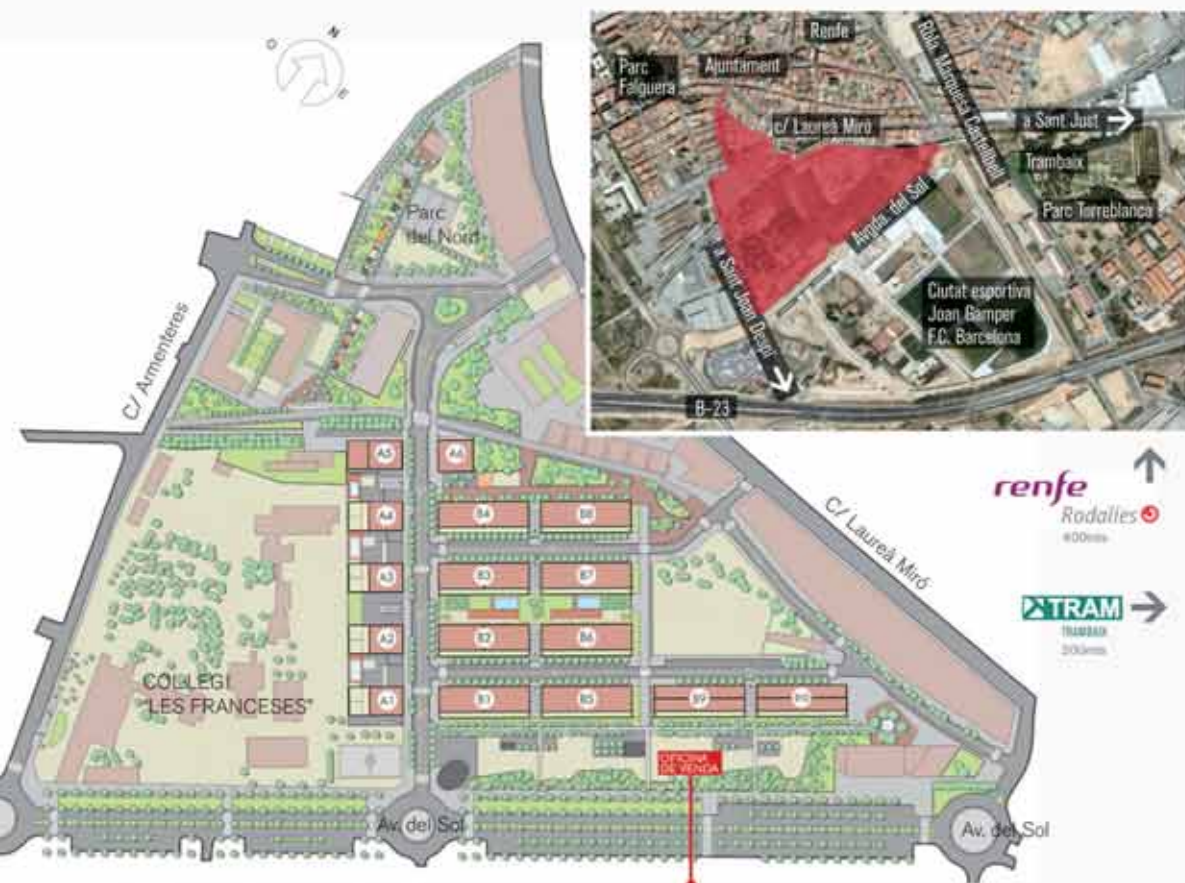 O
N
E
Parc
del Nord
C/ Armenteres
Renfe
Parc
Falguera
Ajuntament
Rbla. Marquesa Castellbell
c/ Laureà Miró
a Sant Just
Trambaix
Avgda. del Sol
Parc Torreblanca
a Sant Joan Despí
Ciutat esportiva
Joan Gamper
F.C. Barcelona
B-23
A5
A6
A4
B4
B8
C/ Laureà Miró
renfe
Rodalies
400mts
A3
B3
B7
TRAM
TRAMBAIX
200mts
A2
B2
B6
COL·LEGI
"LES FRANCESES"
A1
B1
B5
B9
B10
OFICINA
DE VENDA
Av. del Sol
Av. del Sol